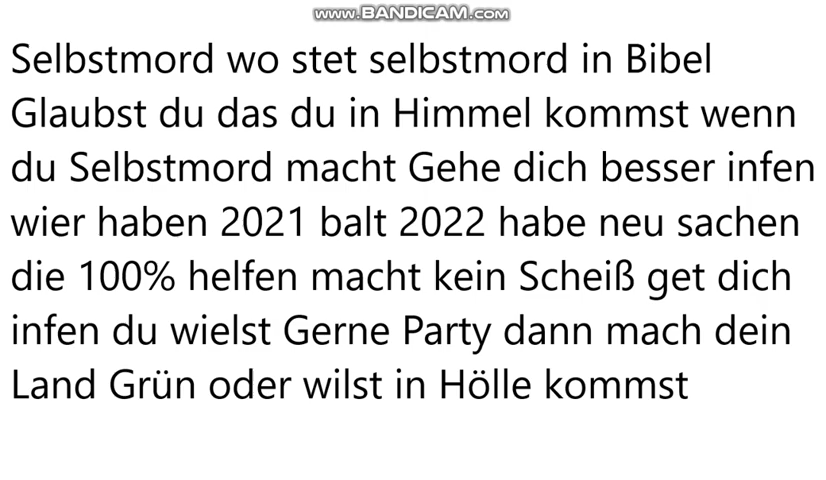 www.BANDICAM.com
Selbstmord wo stet selbstmord in Bibel
Glaubst du das du in Himmel kommst wenn
du Selbstmord macht Gehe dich besser infen
wier haben 2021 balt 2022 habe neu sachen
die 100% helfen macht kein Scheiß get dich
infen du wielst Gerne Party dann mach dein
Land Grün oder wilst in Hölle kommst